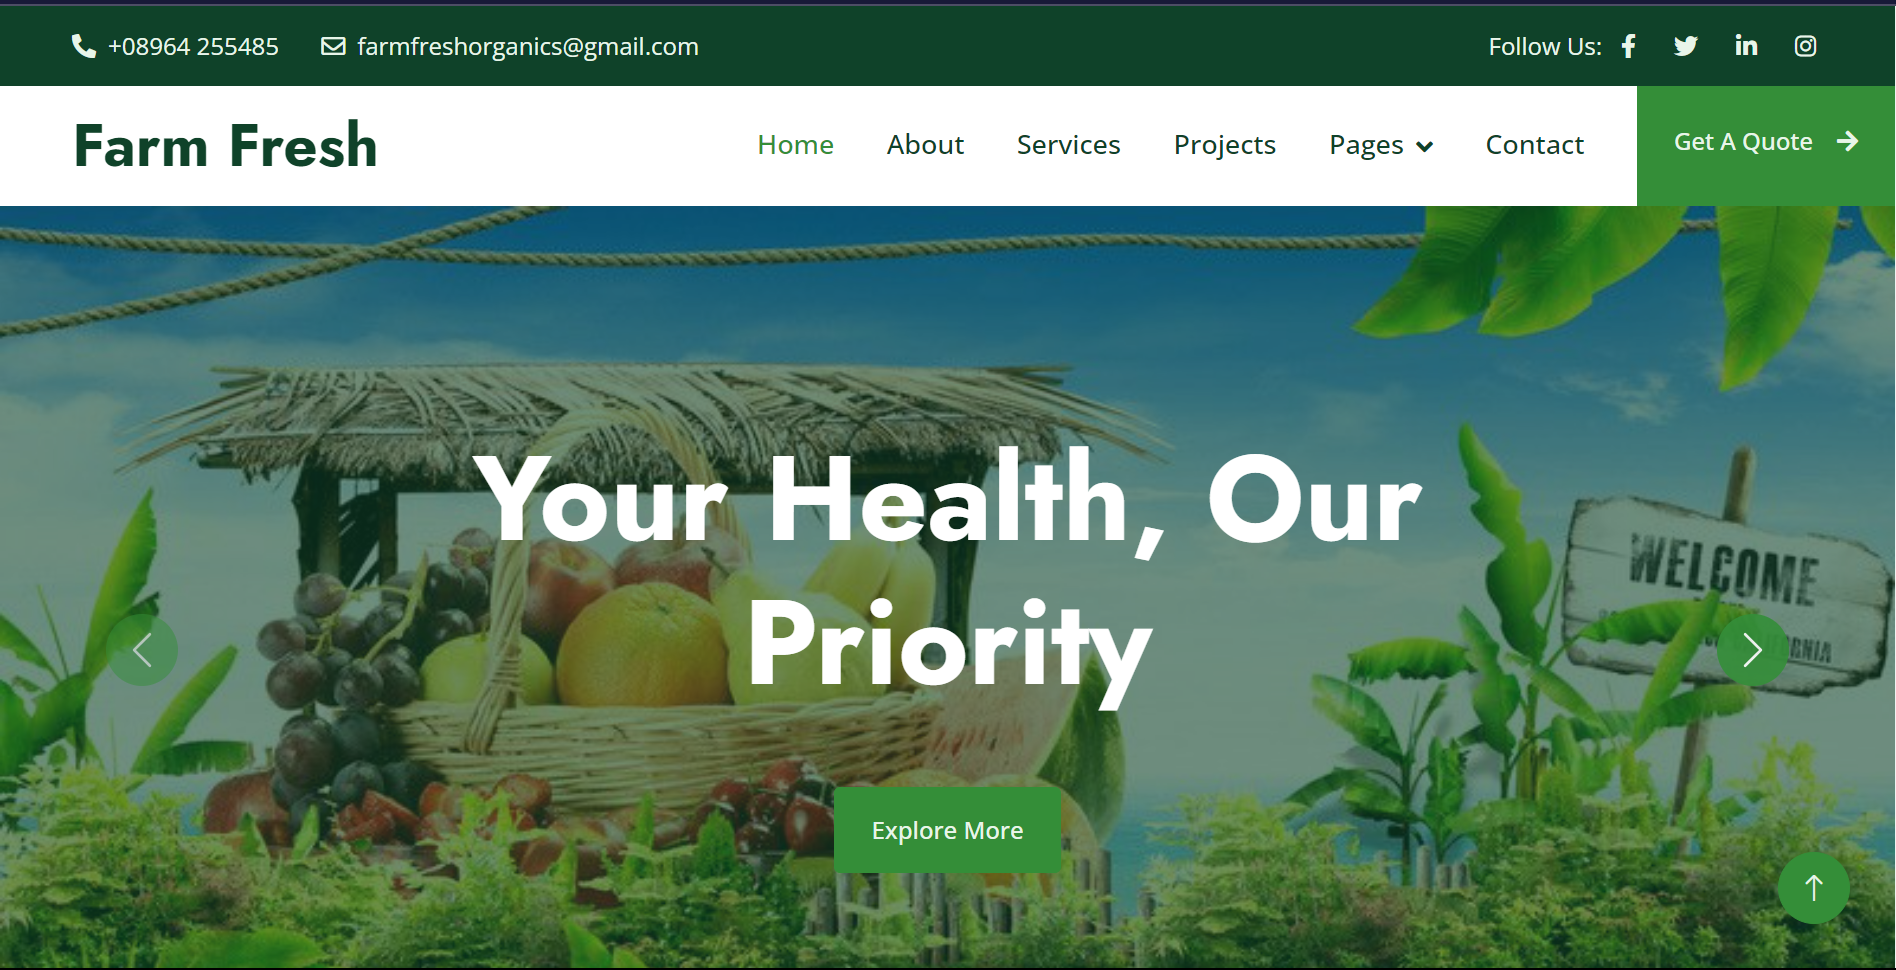 +08964 255485 farmfreshorganics@gmail.com Follow Us:
Farm Fresh Home About Services Projects Pages Contact Get A Quote
Your Health, Our
Priority
WELCOME
Explore More